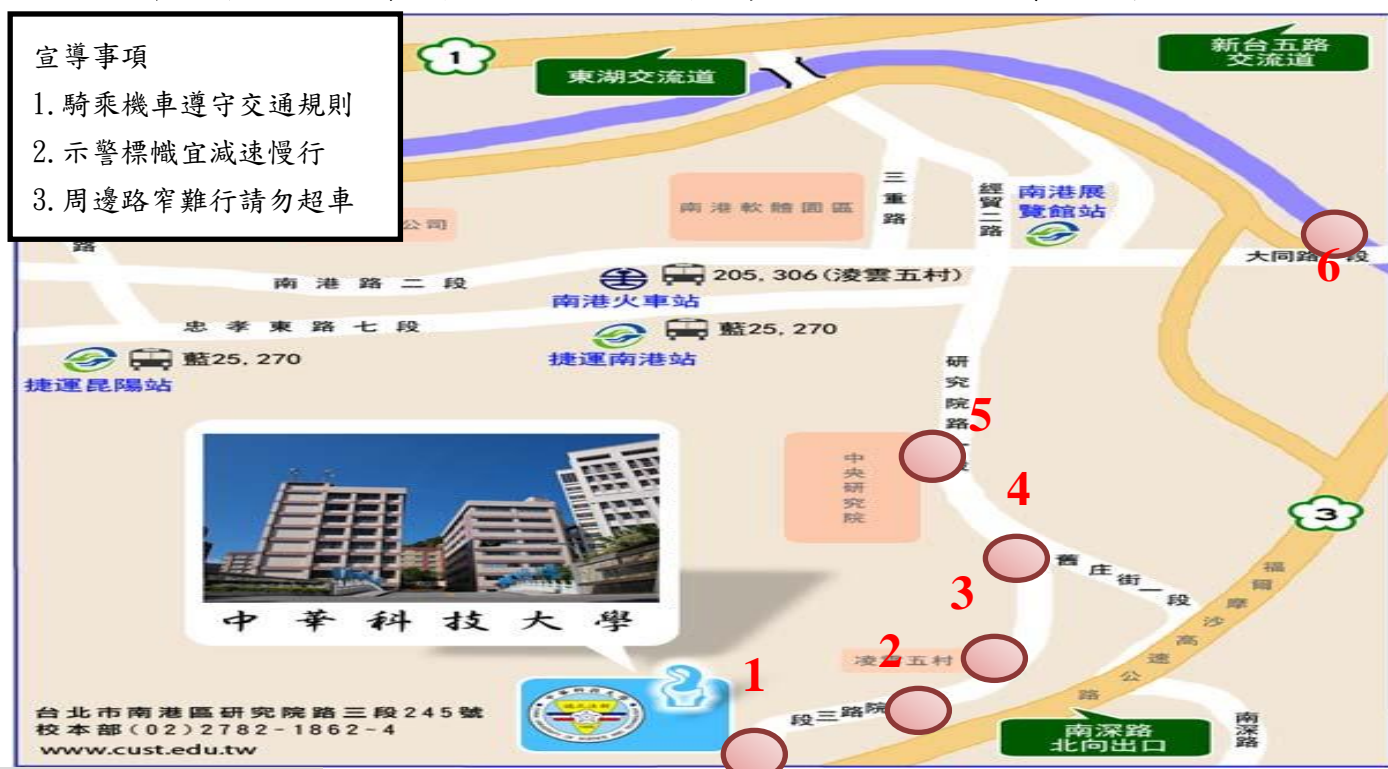 宣導事項
1.騎乘機車遵守交通規則
2.示警標幟宜減速慢行
3.周邊路窄難行請勿超車
1
東湖交流道
新台五路
交流道
公司
路
南港軟體園區
三重路
經貿二路
南港展
覽館站
大同路 段
6
南港路二段
205, 306(淩雲五村)
南港火車站
忠孝東路七段
藍25, 270
捷運南港站
藍25, 270
捷運昆陽站
研究院路 段
5
中央研究院
4
3
舊庄街一段
福爾摩沙高速公路
3
中華科技大學
2
凌雲五村
1
段三路院
台北市南港區研究院路三段245號
校本部(02)2782-1862-4
www.cust.edu.tw
南深路
北向出口
南深路